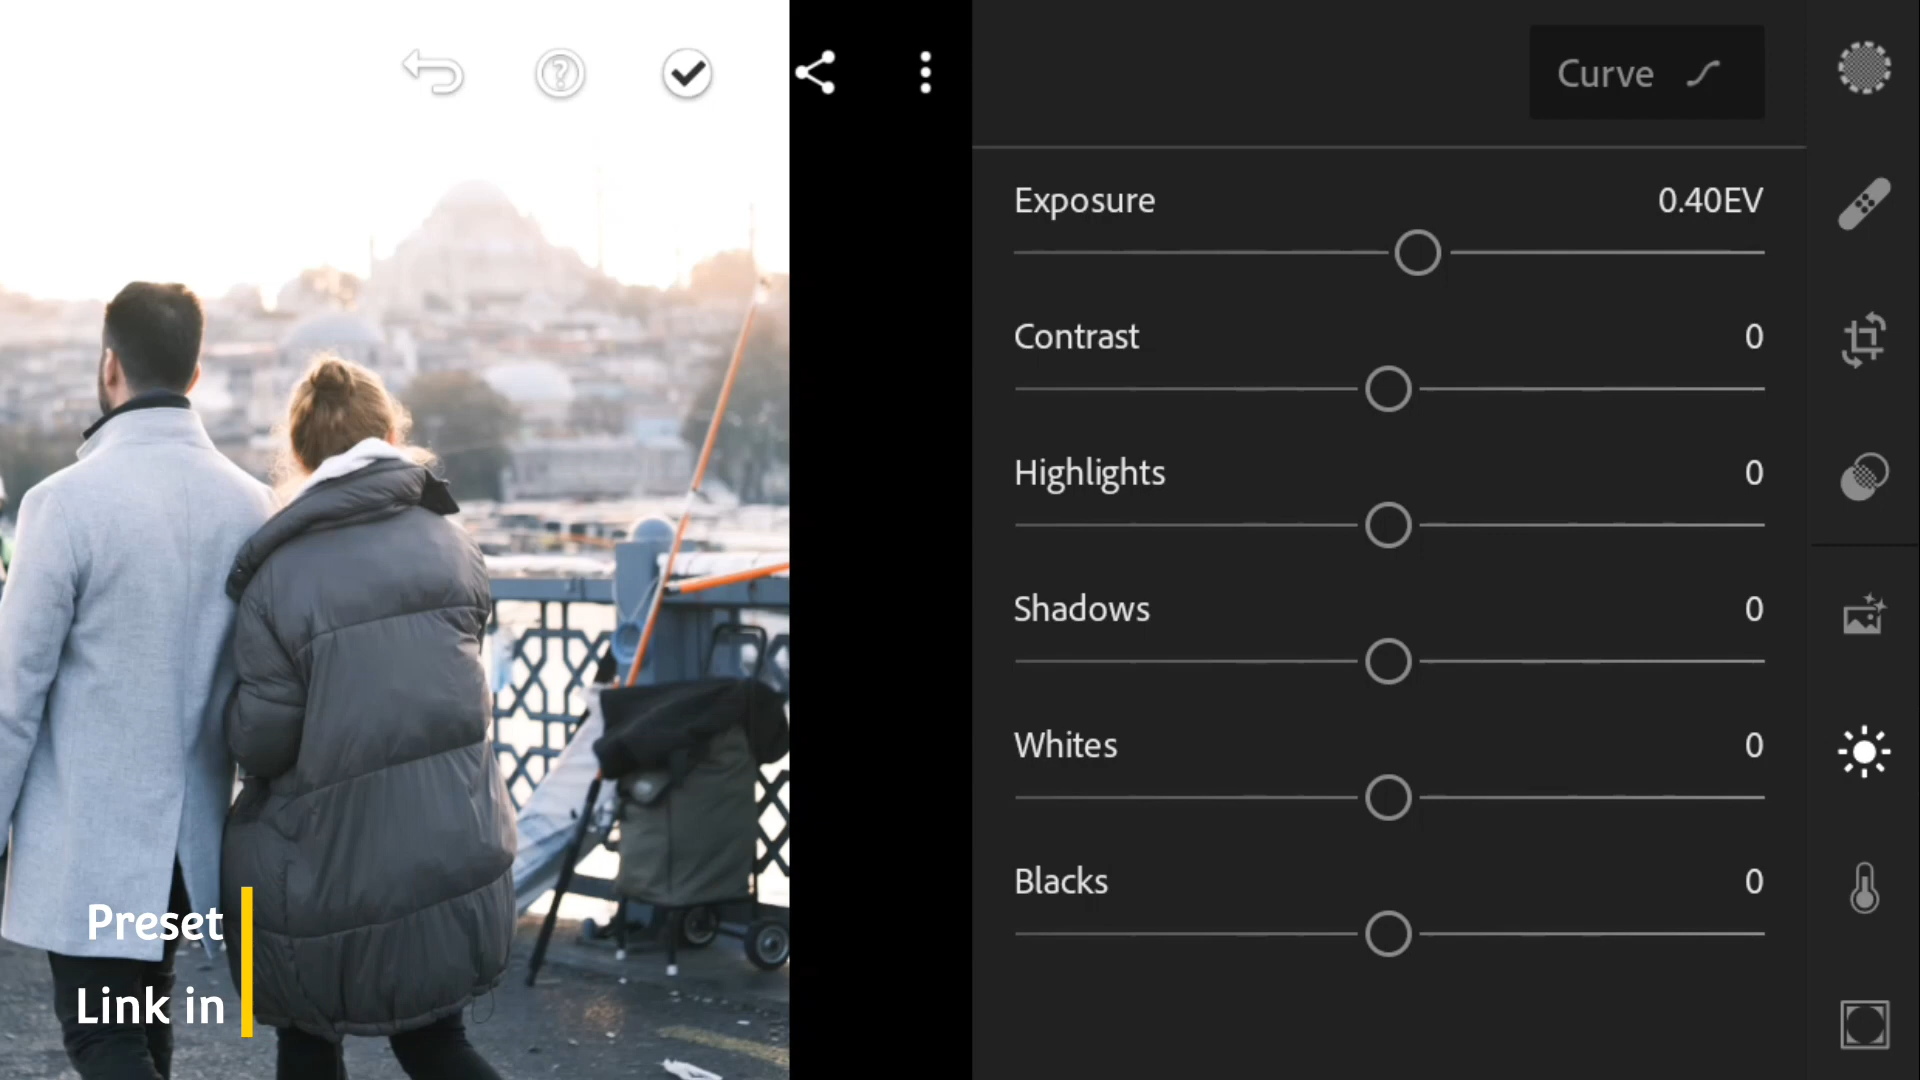 Curve
Exposure 0.40EV
Contrast 0
Highlights 0
Shadows 0
Whites 0
Blacks 0
Preset
Link in